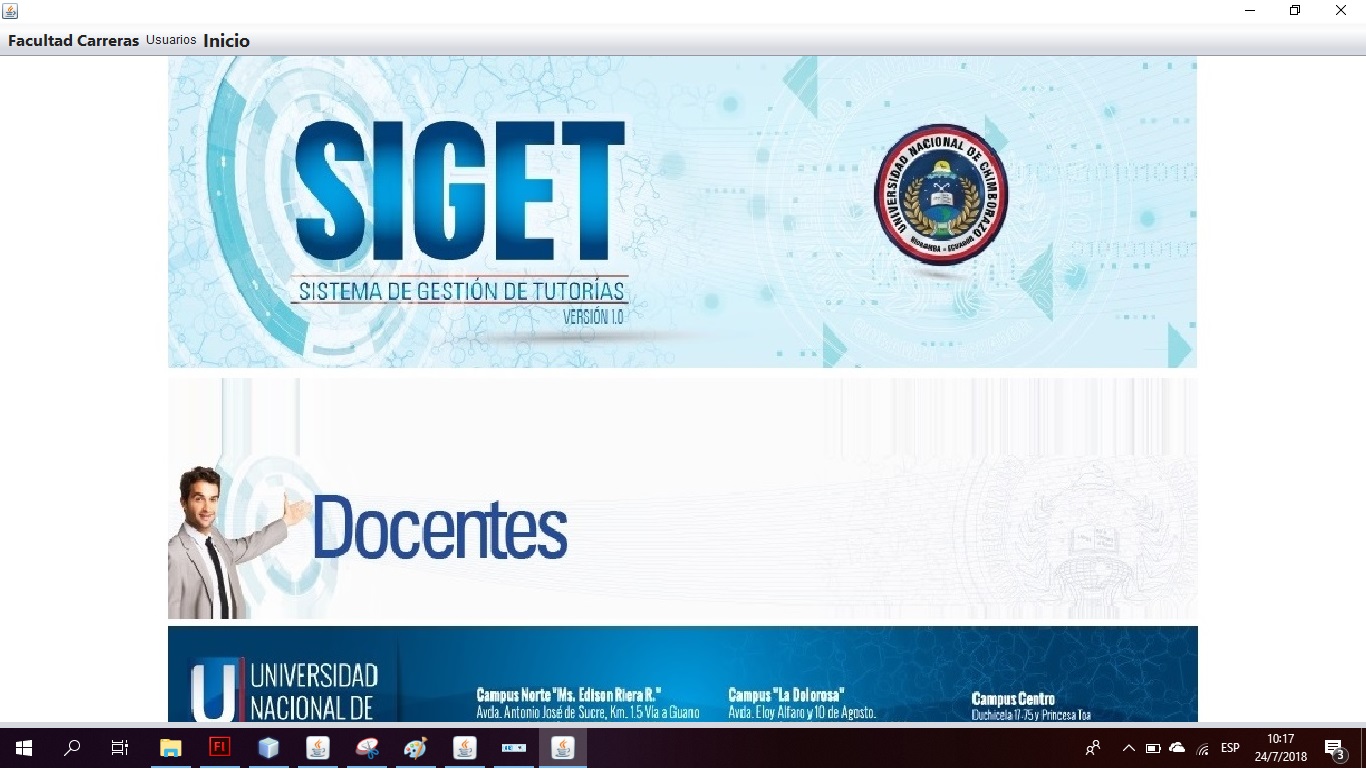 Facultad Carreras Usuarios Inicio
SIGET
SISTEMA DE GESTIÓN DE TUTORÍAS
VERSIÓN 1.0
UNIVERSIDAD NACIONAL DE CHIMBORAZO
RIOBAMBA - ECUADOR
Docentes
UNIVERSIDAD
NACIONAL DE
Campus Norte "Ms. Edison Riera R."
Avda. Antonio José de Sucre, Km. 1.5 Vía a Guano
Campus "La Dolorosa"
Avda. Eloy Alfaro y 10 de Agosto.
Campus Centro
Duchicela 17-75 y Princesa Toa
Fl
ESP
10:17
24/7/2018
3